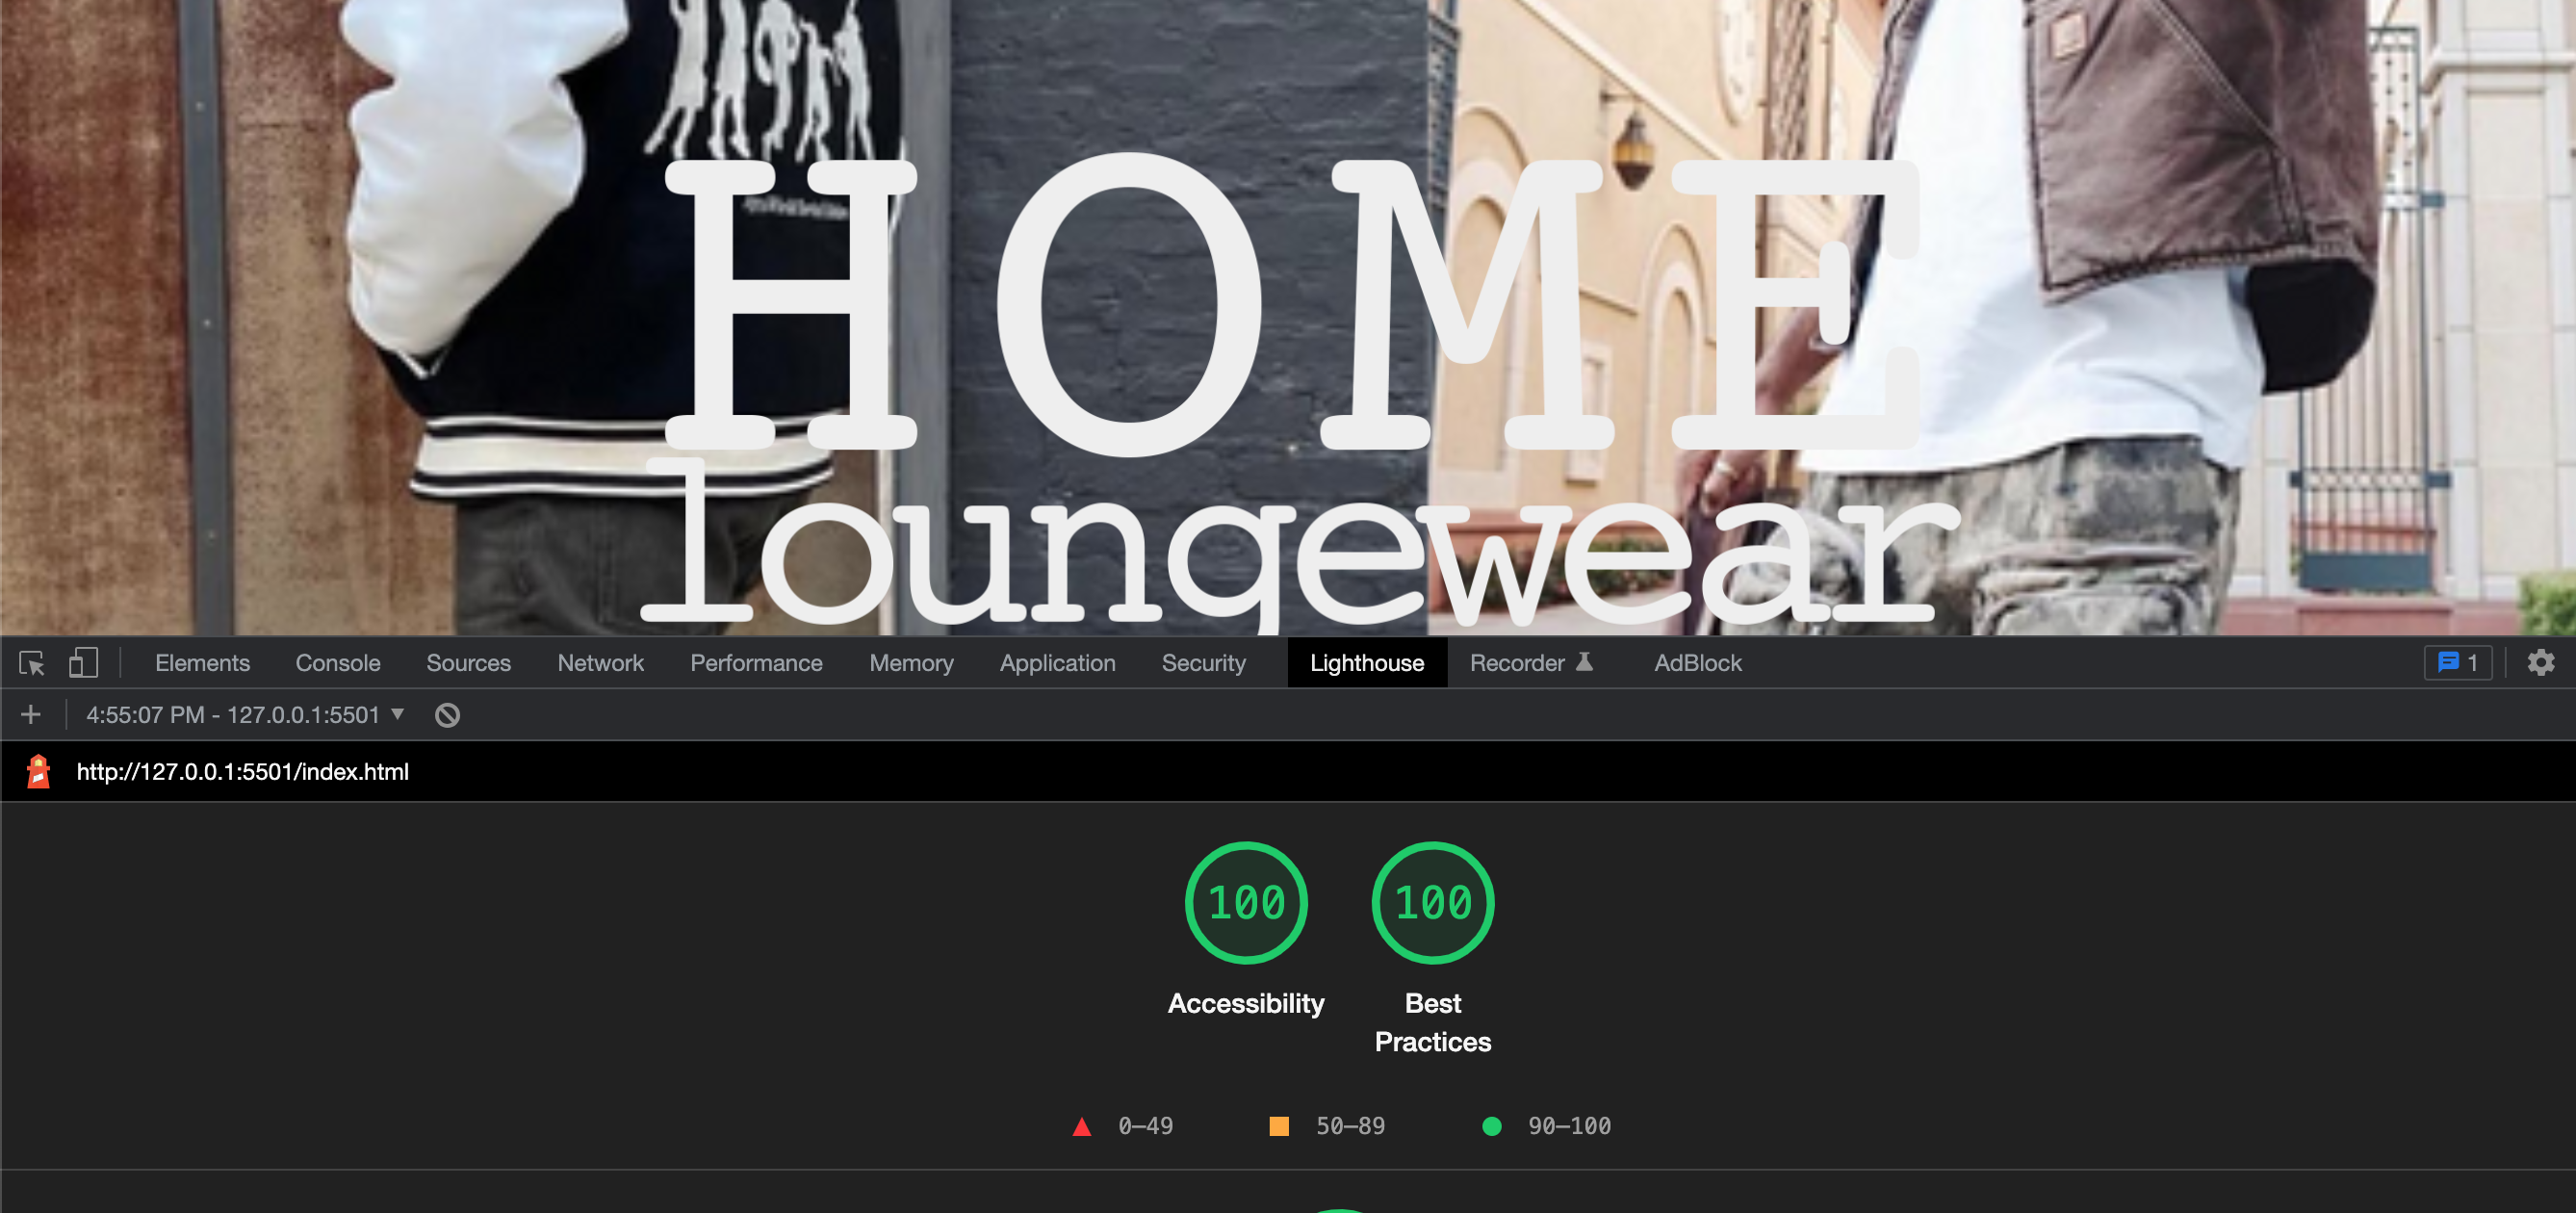 HOME
loungewear
Elements Console Sources Network Performance Memory Application Security Lighthouse Recorder AdBlock 1
4:55:07 PM - 127.0.0.1:5501
http://127.0.0.1:5501/index.html
100 100
Accessibility Best Practices
0–49 50–89 90–100